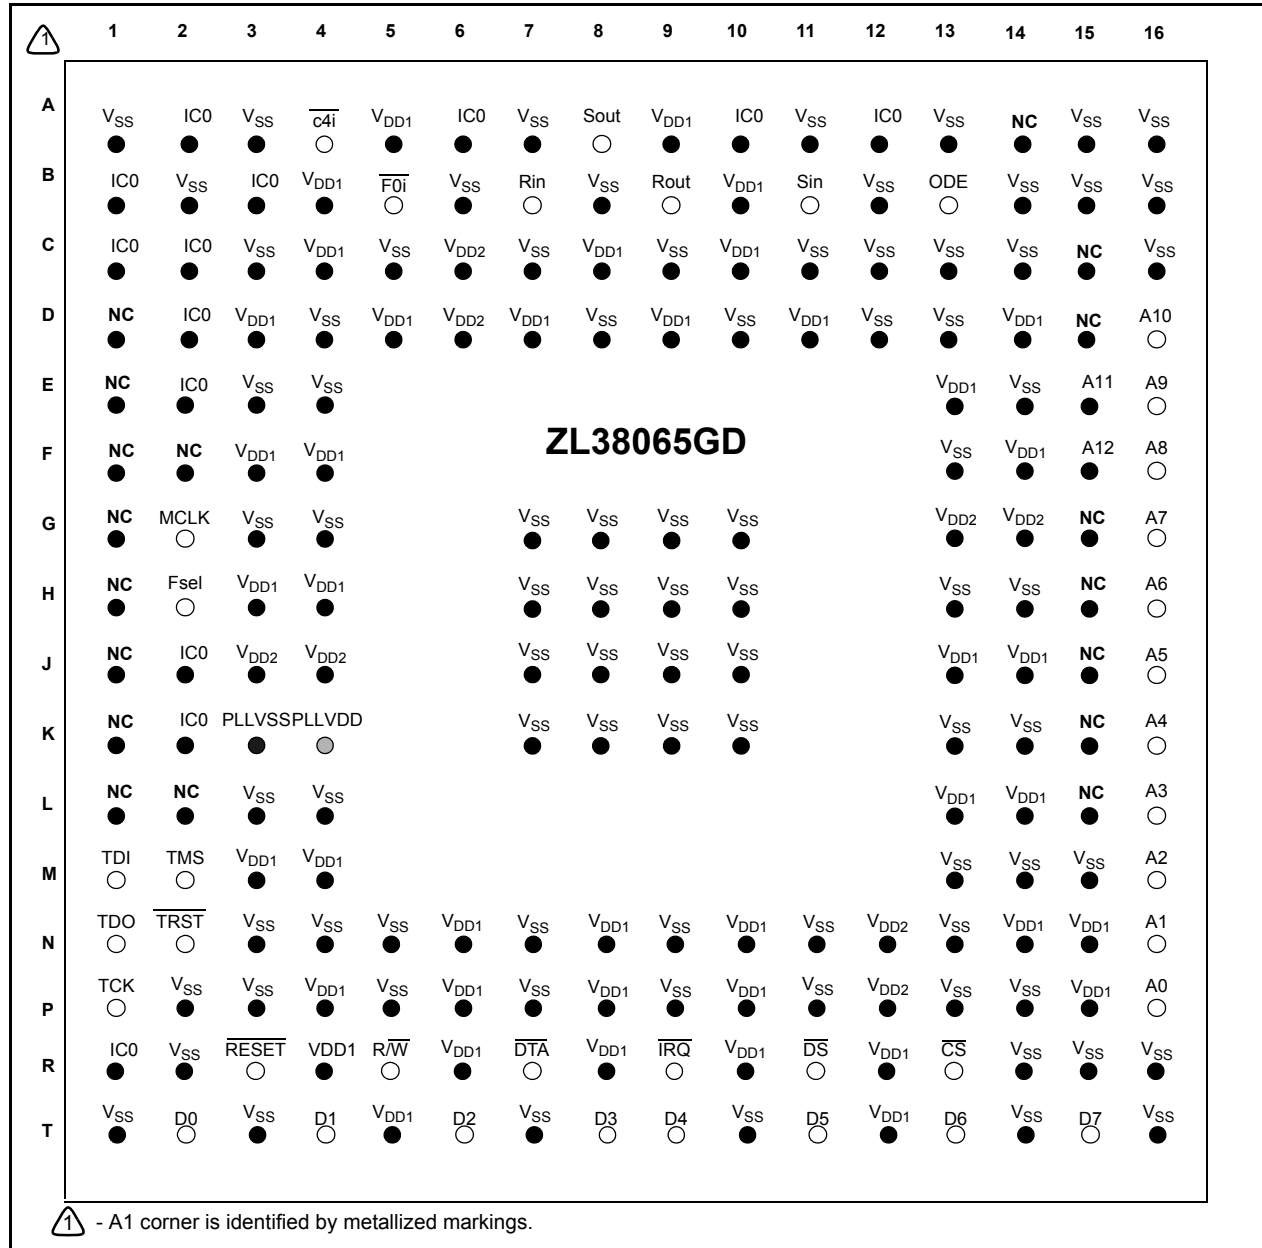 1 1 2 3 4 5 6 7 8 9 10 11 12 13 14 15 16
A VSS IC0 VSS c4i VDD1 IC0 VSS Sout VDD1 IC0 VSS IC0 VSS NC VSS VSS
B IC0 VSS IC0 VDD1 F0i VSS Rin VSS Rout VDD1 Sin VSS ODE VSS VSS VSS
C IC0 IC0 VSS VDD1 VSS VDD2 VSS VDD1 VSS VDD1 VSS VSS VSS VSS NC VSS
D NC IC0 VDD1 VSS VDD1 VDD2 VDD1 VSS VDD1 VSS VDD1 VSS VSS VDD1 NC A10
E NC IC0 VSS VSS VDD1 VSS A11 A9
ZL38065GD
F NC NC VDD1 VDD1 VSS VDD1 A12 A8
G NC MCLK VSS VSS VSS VSS VSS VSS VDD2 VDD2 NC A7
H NC Fsel VDD1 VDD1 VSS VSS VSS VSS VSS VSS NC A6
J NC IC0 VDD2 VDD2 VSS VSS VSS VSS VDD1 VDD1 NC A5
K NC IC0 PLLVSS PLLVDD VSS VSS VSS VSS VSS VSS NC A4
L NC NC VSS VSS VDD1 VDD1 NC A3
M TDI TMS VDD1 VDD1 VSS VSS VSS A2
N TDO TRST VSS VSS VSS VDD1 VSS VDD1 VSS VDD1 VSS VDD2 VSS VDD1 VDD1 A1
P TCK VSS VSS VDD1 VSS VDD1 VSS VDD1 VSS VDD1 VSS VDD2 VSS VSS VDD1 A0
R IC0 VSS RESET VDD1 R/W VDD1 DTA VDD1 IRQ VDD1 DS VDD1 CS VSS VSS VSS
T VSS D0 VSS D1 VDD1 D2 VSS D3 D4 VSS D5 VDD1 D6 VSS D7 VSS
1 - A1 corner is identified by metallized markings.